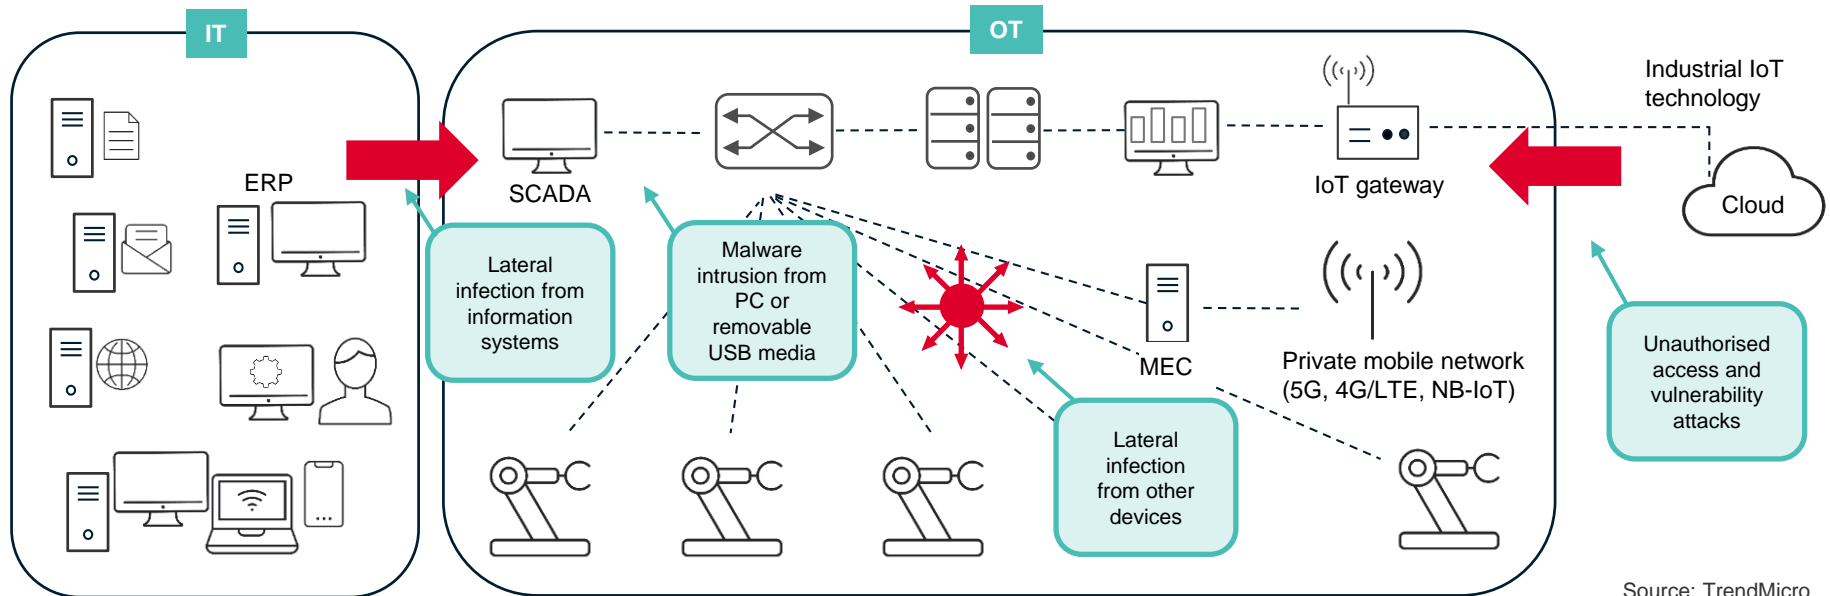 IT
OT
ERP
SCADA
IoT gateway
Industrial IoT
technology
Cloud
Lateral
infection from
information
systems
Malware
intrusion from
PC or
removable
USB media
MEC
Private mobile network
(5G, 4G/LTE, NB-IoT)
Lateral
infection
from other
devices
Unauthorised
access and
vulnerability
attacks
Source: TrendMicro